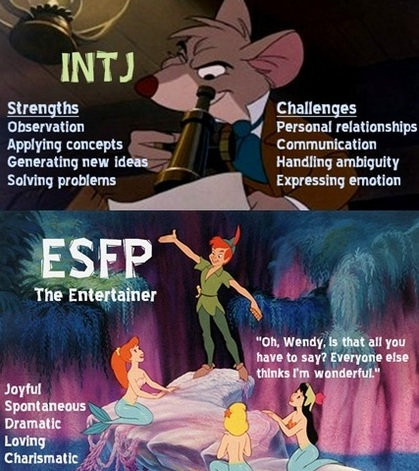 INTJ
Strengths
Observation
Applying concepts
Generating new ideas
Solving problems
Challenges
Personal relationships
Communication
Handling ambiguity
Expressing emotion
ESFP
The Entertainer
"Oh, Wendy, is that all you
have to say? Everyone else
thinks I'm wonderful."
Joyful
Spontaneous
Dramatic
Loving
Charismatic